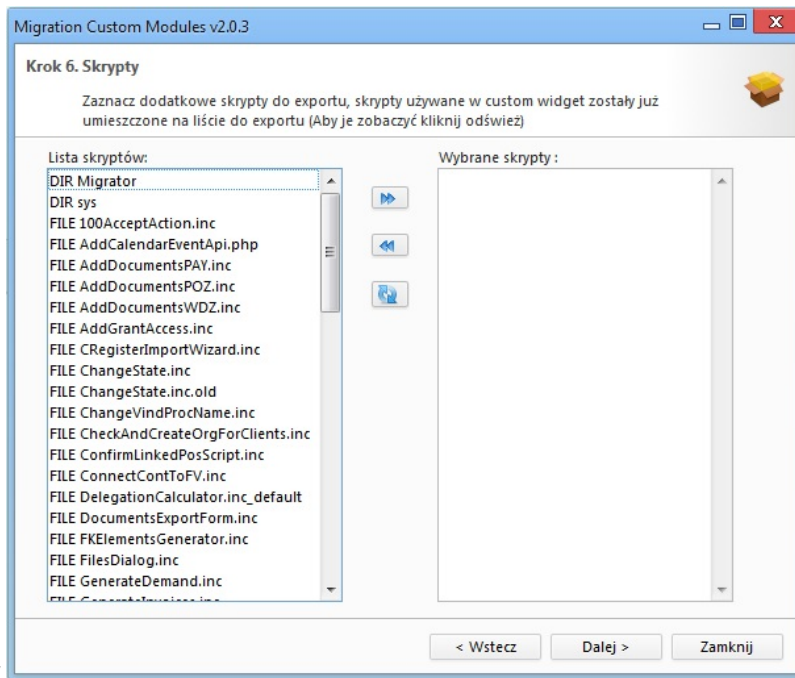 Migration Custom Modules v2.0.3
Krok 6. Skrypty
Zaznacz dodatkowe skrypty do exportu, skrypty używane w custom widget zostały już
umieszczone na liście do exportu (Aby je zobaczyć kliknij odśwież)
Lista skryptów:
Wybrane skrypty :
DIR Migrator
DIR sys
FILE 100AcceptAction.inc
FILE AddCalendarEventApi.php
FILE AddDocumentsPAY.inc
FILE AddDocumentsPOZ.inc
FILE AddDocumentsWDZ.inc
FILE AddGrantAccess.inc
FILE CRegisterImportWizard.inc
FILE ChangeState.inc
FILE ChangeState.inc.old
FILE ChangeVindProcName.inc
FILE CheckAndCreateOrgForClients.inc
FILE ConfirmLinkedPosScript.inc
FILE ConnectContToFV.inc
FILE DelegationCalculator.inc_default
FILE DocumentsExportForm.inc
FILE FKElementsGenerator.inc
FILE FilesDialog.inc
FILE GenerateDemand.inc
< Wstecz
Dalej >
Zamknij